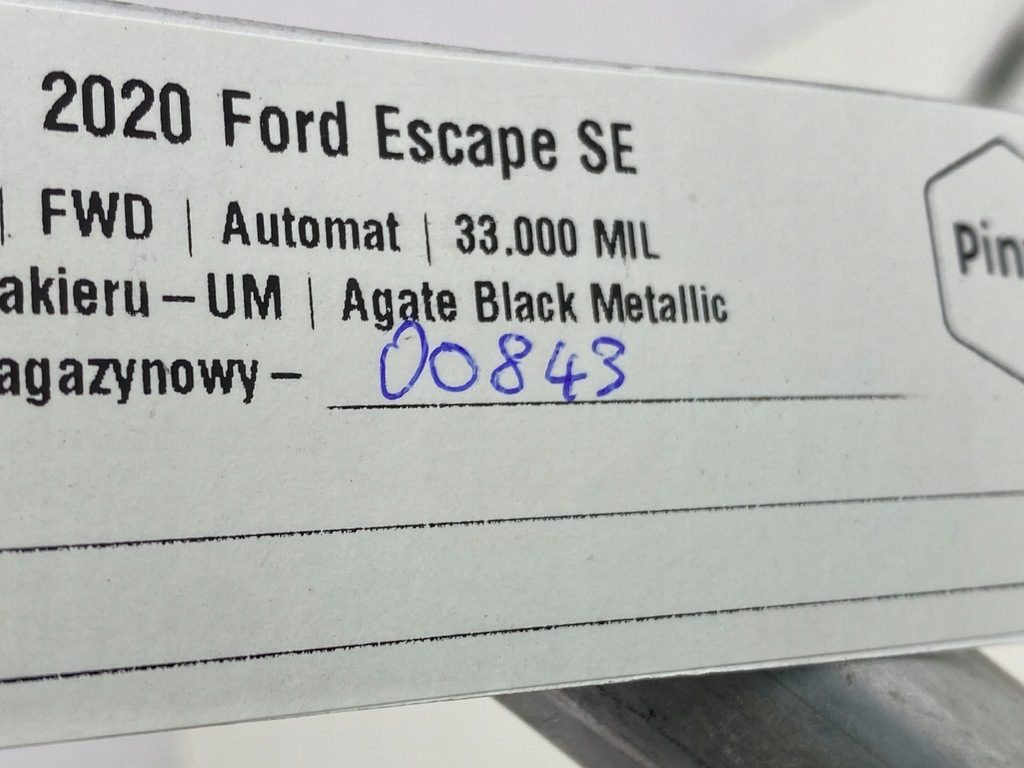 2020 Ford Escape SE
| FWD | Automat | 33.000 MIL
akieru – UM | Agate Black Metallic
agazynowy – 00843
Pin